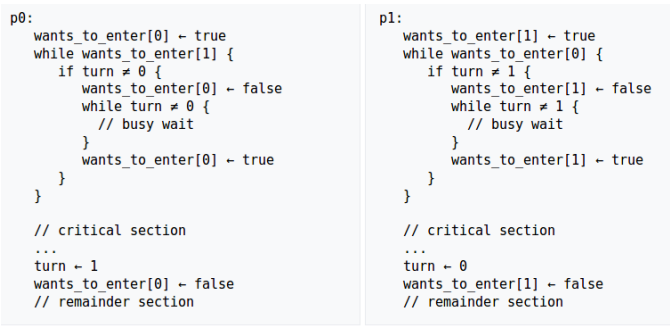 p0:
   wants_to_enter[0] ← true
   while wants_to_enter[1] {
      if turn ≠ 0 {
         wants_to_enter[0] ← false
         while turn ≠ 0 {
           // busy wait
         }
         wants_to_enter[0] ← true
      }
   }

   // critical section
   ...
   turn ← 1
   wants_to_enter[0] ← false
   // remainder section

p1:
   wants_to_enter[1] ← true
   while wants_to_enter[0] {
      if turn ≠ 1 {
         wants_to_enter[1] ← false
         while turn ≠ 1 {
           // busy wait
         }
         wants_to_enter[1] ← true
      }
   }

   // critical section
   ...
   turn ← 0
   wants_to_enter[1] ← false
   // remainder section